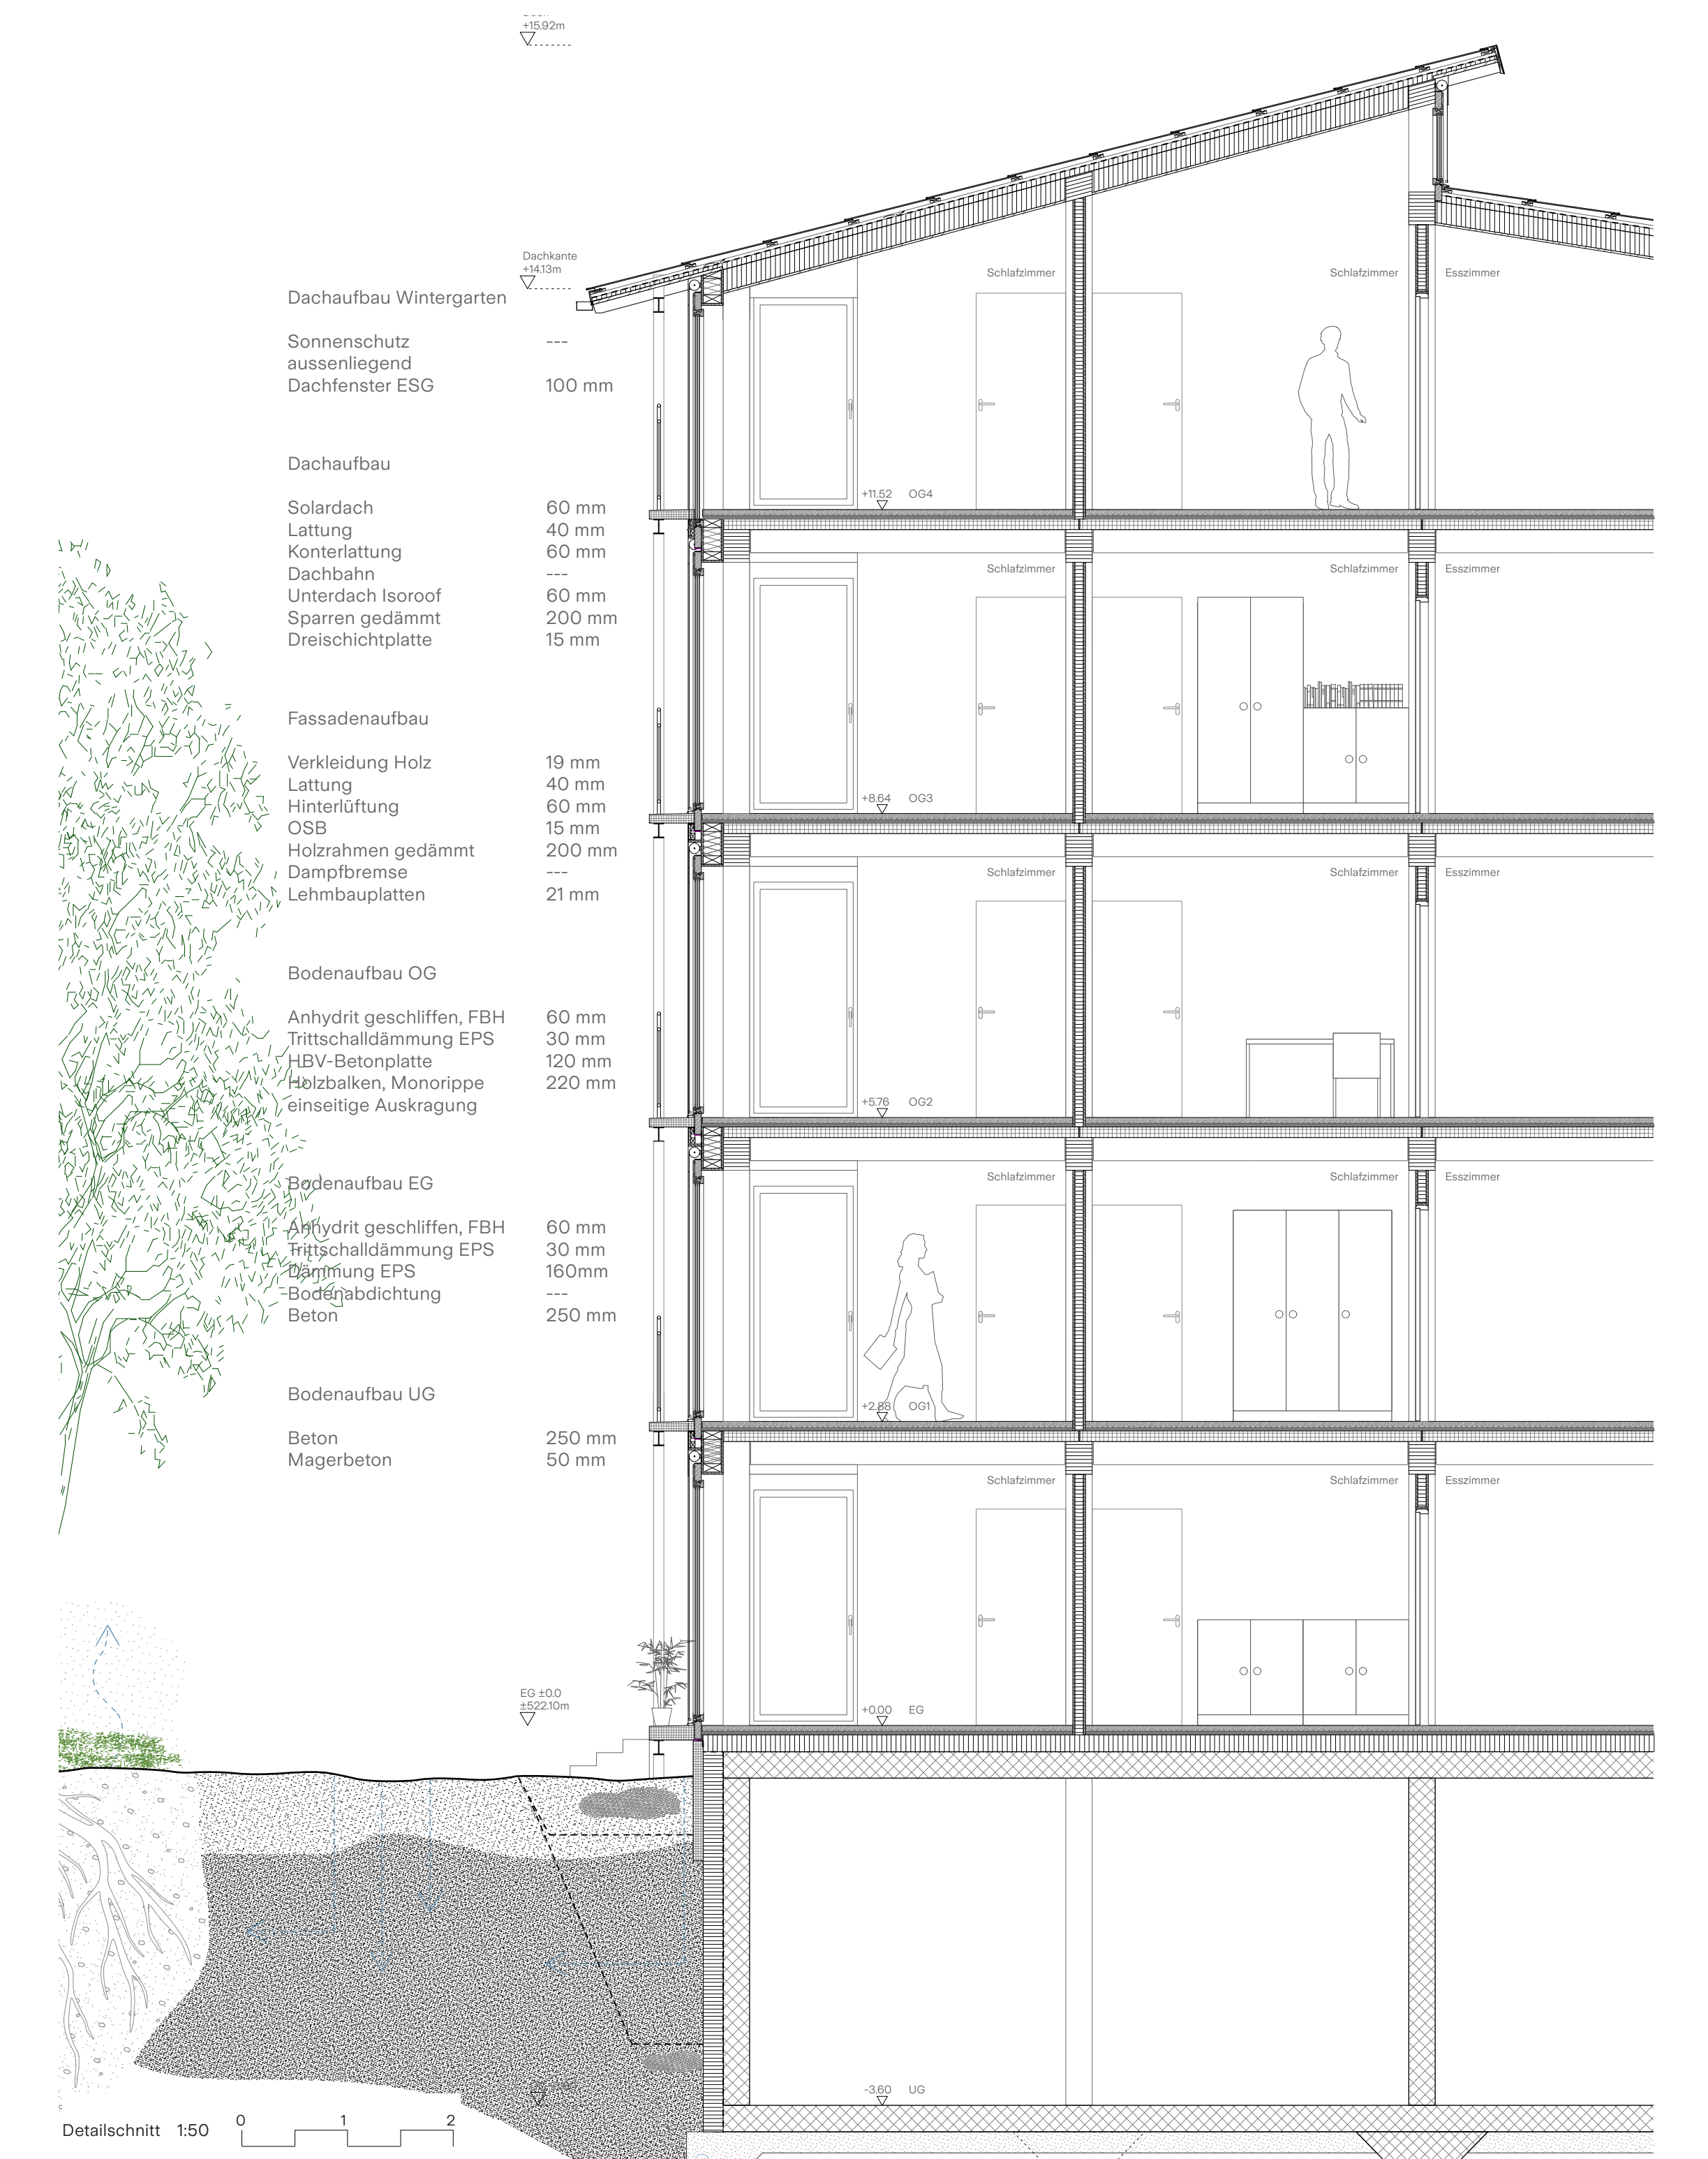 +15.92m
Dachkante
+14.13m
Dachaufbau Wintergarten
Sonnenschutz ---
aussenliegend
Dachfenster ESG 100 mm
Dachaufbau
Solardach 60 mm
Lattung 40 mm
Konterlattung 60 mm
Dachbahn ---
Unterdach Isoroof 60 mm
Sparren gedämmt 200 mm
Dreischichtplatte 15 mm
Fassadenaufbau
Verkleidung Holz 19 mm
Lattung 40 mm
Hinterlüftung 60 mm
OSB 15 mm
Holzrahmen gedämmt 200 mm
Dampfbremse ---
Lehmbauplatten 21 mm
Bodenaufbau OG
Anhydrit geschliffen, FBH 60 mm
Trittschalldämmung EPS 30 mm
HBV-Betonplatte 120 mm
Holzbalken, Monorippe 220 mm
einseitige Auskragung
Bodenaufbau EG
Anhydrit geschliffen, FBH 60 mm
Trittschalldämmung EPS 30 mm
Dämmung EPS 160mm
Bodenabdichtung ---
Beton 250 mm
Bodenaufbau UG
Beton 250 mm
Magerbeton 50 mm
Schlafzimmer Schlafzimmer Esszimmer
+11.52 OG4
Schlafzimmer Schlafzimmer Esszimmer
+8.64 OG3
Schlafzimmer Schlafzimmer Esszimmer
+5.76 OG2
Schlafzimmer Schlafzimmer Esszimmer
+2.88 OG1
Schlafzimmer Schlafzimmer Esszimmer
EG ±0.0
±522.10m
+0.00 EG
-3.60 UG
Detailschnitt 1:50 0 1 2